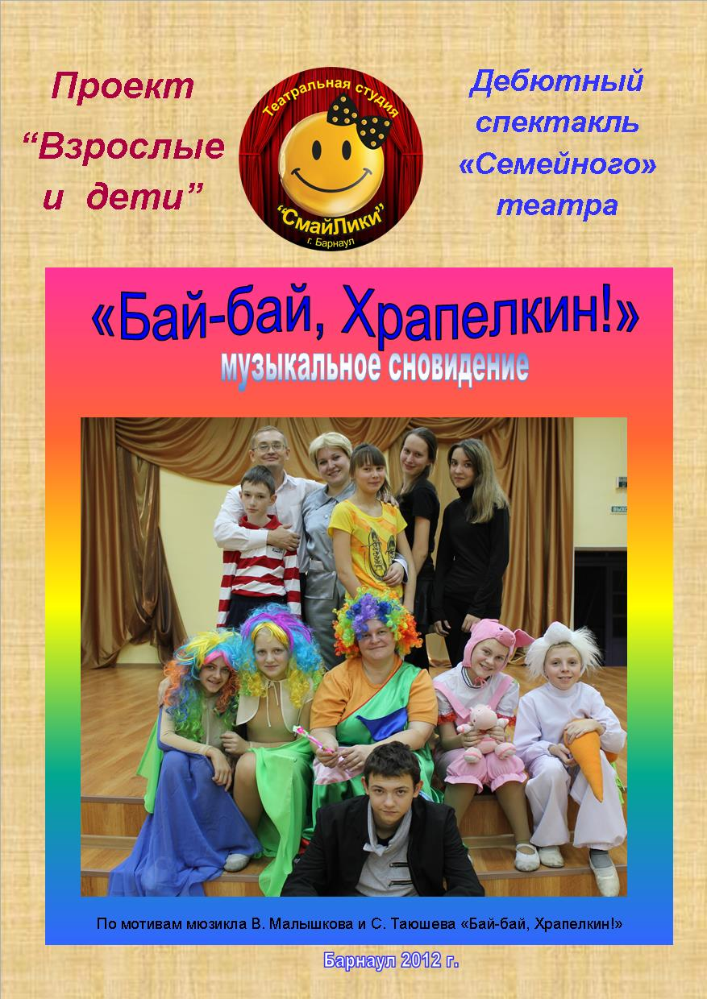 Проект
“Взрослые
и дети”
Театральная студия
“СмайЛики”
г. Барнаул
Дебютный
спектакль
«Семейного»
театра
«Бай-бай, Храпелкин!»
музыкальное сновидение
По мотивам мюзикла В. Малышкова и С. Таюшева «Бай-бай, Храпелкин!»
Барнаул 2012 г.